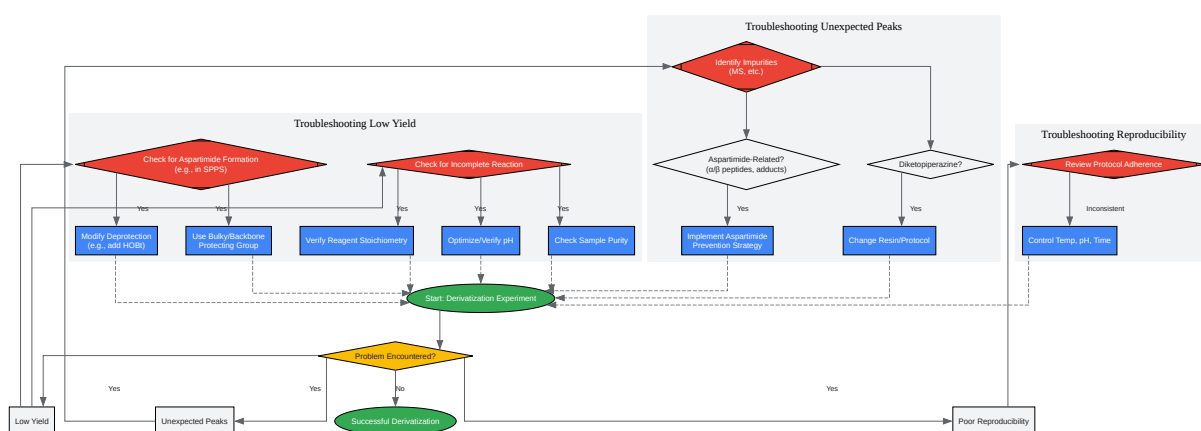 Troubleshooting Unexpected Peaks
Identify Impurities
(MS, etc.)
Troubleshooting Low Yield
Troubleshooting Reproducibility
Check for Aspartimide Formation
(e.g., in SPPS)
Check for Incomplete Reaction
Aspartimide-Related?
(α/β peptides, adducts)
Diketopiperazine?
Review Protocol Adherence
Yes
Yes
Yes
Yes
Yes
Yes
Yes
Inconsistent
Modify Deprotection
(e.g., add HOBt)
Use Bulky/Backbone
Protecting Group
Verify Reagent Stoichiometry
Optimize/Verify pH
Check Sample Purity
Implement Aspartimide
Prevention Strategy
Change Resin/Protocol
Control Temp, pH, Time
Start: Derivatization Experiment
Problem Encountered?
Yes
Yes
No
Yes
Low Yield
Unexpected Peaks
Successful Derivatization
Poor Reproducibility